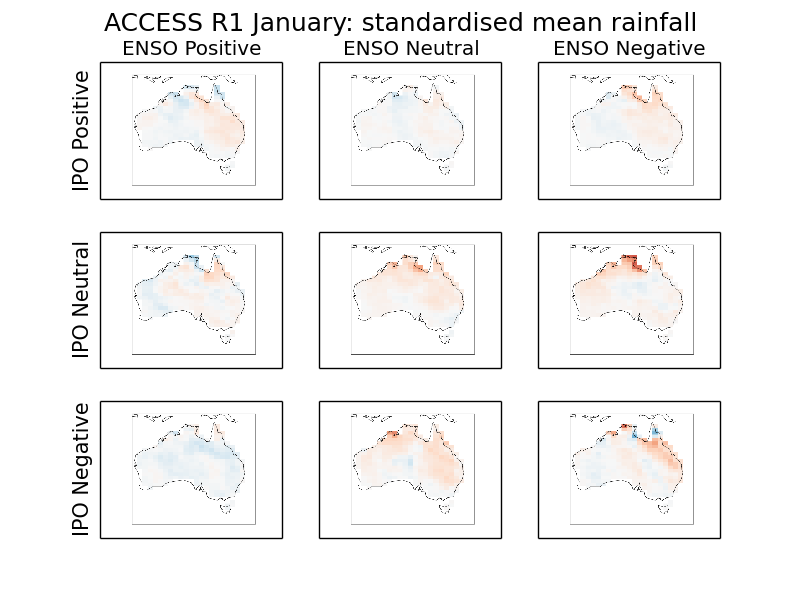 ACCESS R1 January: standardised mean rainfall
ENSO Positive ENSO Neutral ENSO Negative
IPO Positive
IPO Neutral
IPO Negative